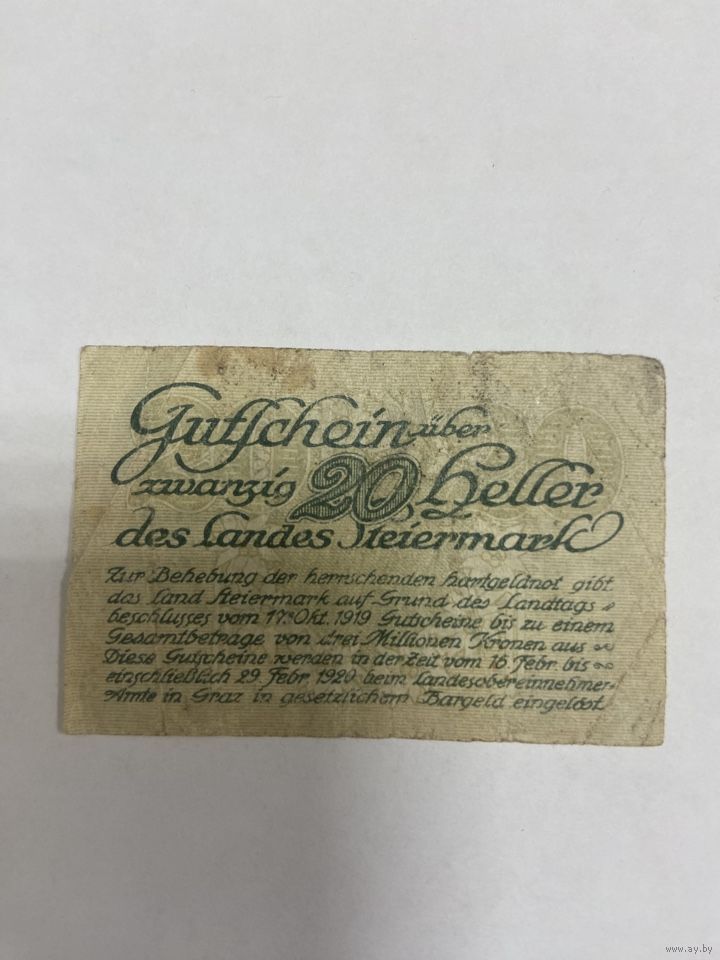 Gutschein über
zwanzig 20 Heller
des Landes Steiermark
Zur Behebung der herrschenden Hartgeldnot gibt
das Land Steiermark auf Grund des Landtags-
beschlusses vom 17. Okt. 1919 Gutscheine bis zu einem
Gesamtbetrage von drei Millionen Kronen aus
Diese Gutscheine werden in der Zeit vom 16. Febr. bis
einschließlich 29. Febr. 1920 beim Landesobereinnehmer-
Amte in Graz in gesetzlichem Bargeld eingelöst
www.ay.by